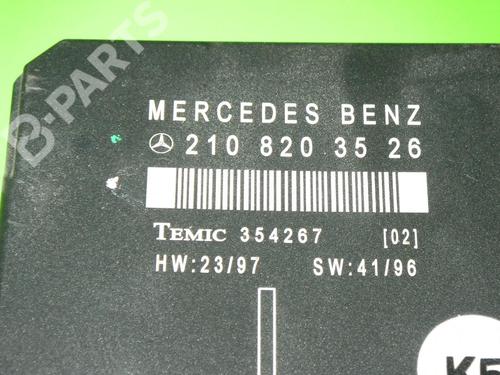 B-PARTS
MERCEDES BENZ
210 820 35 26
TEMIC 354267 [02]
HW:23/97 SW:41/96